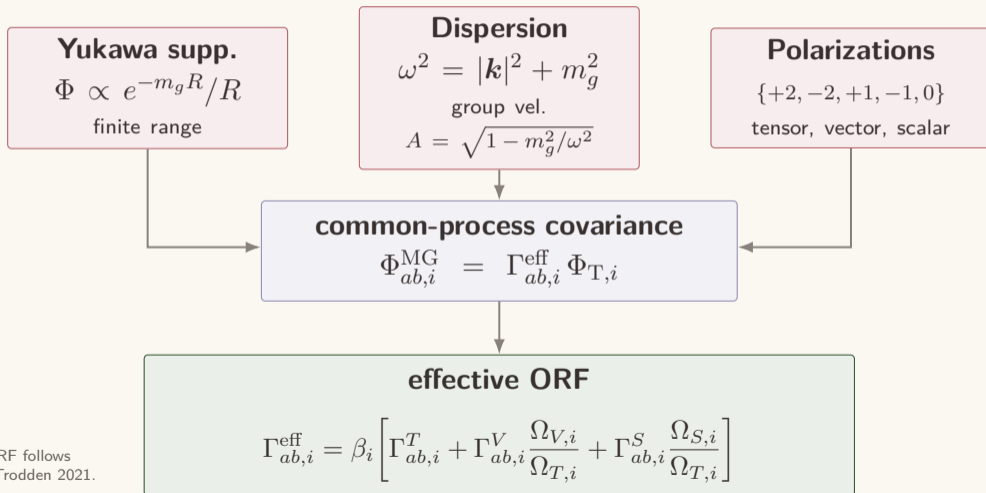 Yukawa supp.
Φ ∝ e^{−m_g R}/R
finite range
Dispersion
ω² = |k|² + m_g²
group vel.
A = √(1 − m_g²/ω²)
Polarizations
{+2, −2, +1, −1, 0}
tensor, vector, scalar
common-process covariance
Φ^{MG}_{ab,i} = Γ^{eff}_{ab,i} Φ_{T,i}
effective ORF
Γ^{eff}_{ab,i} = β_i [Γ^T_{ab,i} + Γ^V_{ab,i} Ω_{V,i}/Ω_{T,i} + Γ^S_{ab,i} Ω_{S,i}/Ω_{T,i}]
RF follows
Trodden 2021.